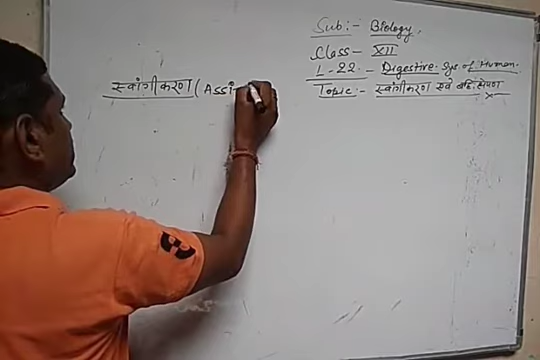 Sub:- Biology.
Class- XII
L-22.- Digestive Sys. of Human.
Topic:- स्वांगीकरण एवं बहिःक्षेपण
स्वांगीकरण (Assi